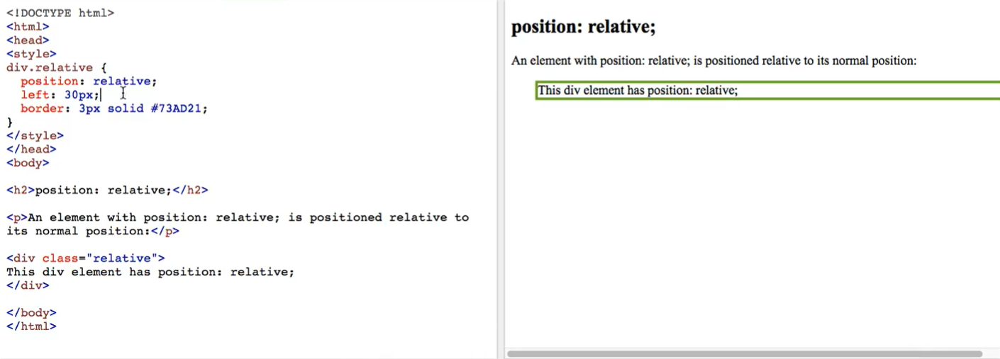 <!DOCTYPE html>
<html>
<head>
<style>
div.relative {
  position: relative;
  left: 30px;
  border: 3px solid #73AD21;
}
</style>
</head>
<body>

<h2>position: relative;</h2>

<p>An element with position: relative; is positioned relative to
its normal position:</p>

<div class="relative">
This div element has position: relative;
</div>

</body>
</html>

position: relative;
An element with position: relative; is positioned relative to its normal position:
This div element has position: relative;